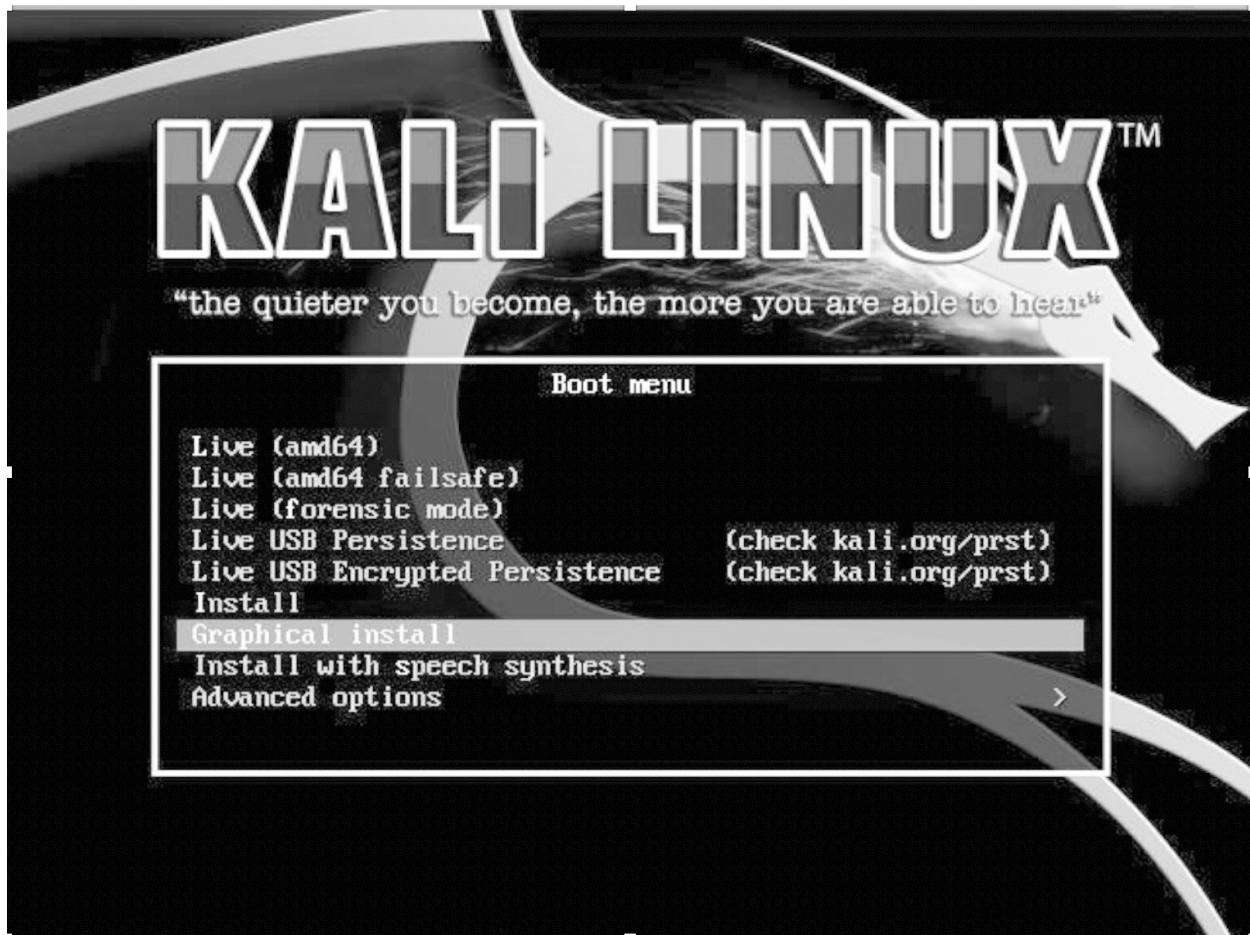 KALI LINUX™
“the quieter you become, the more you are able to hear”
Boot menu
Live (amd64)
Live (amd64 failsafe)
Live (forensic mode)
Live USB Persistence (check kali.org/prst)
Live USB Encrypted Persistence (check kali.org/prst)
Install
Graphical install
Install with speech synthesis
Advanced options >